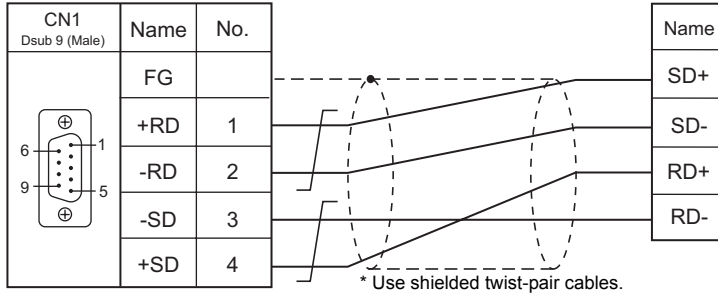 CN1
Dsub 9 (Male)
Name
No.
Name
FG
SD+
+RD
1
SD-
-RD
2
RD+
-SD
3
RD-
+SD
4
6
1
9
5
* Use shielded twist-pair cables.